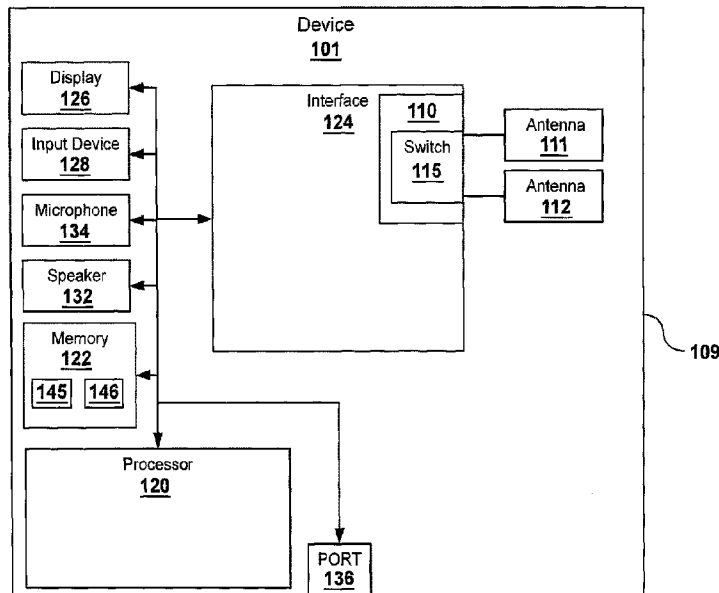 Device
101
Display
126
Input Device
128
Microphone
134
Speaker
132
Memory
122
145 146
Processor
120
Interface
124
110
Switch
115
Antenna
111
Antenna
112
109
PORT
136